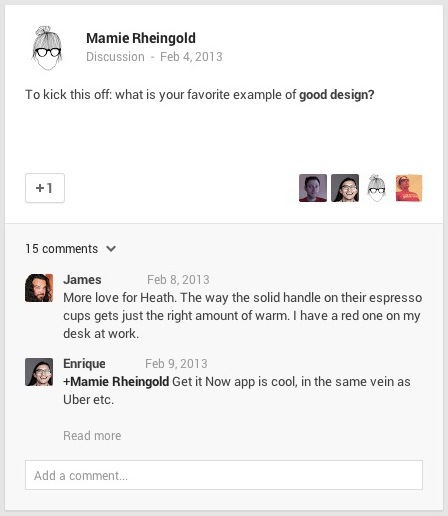 Mamie Rheingold
Discussion - Feb 4, 2013
To kick this off: what is your favorite example of good design?
+1
15 comments
James Feb 8, 2013
More love for Heath. The way the solid handle on their espresso
cups gets just the right amount of warm. I have a red one on my
desk at work.
Enrique Feb 9, 2013
+Mamie Rheingold Get it Now app is cool, in the same vein as
Uber etc.
Read more
Add a comment...